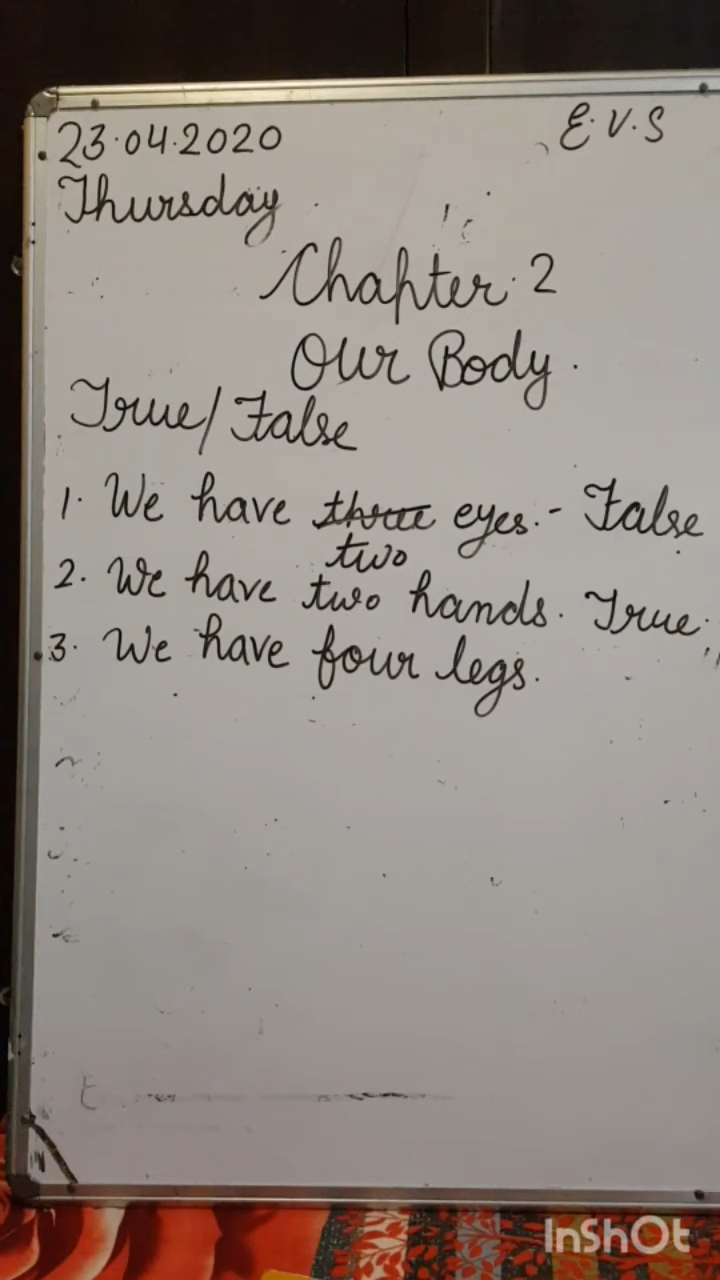 23.04.2020 E.V.S
Thursday
Chapter 2
Our Body.
True/False
1. We have three eyes. - False
two
2. We have two hands. True.
3. We have four legs.
InShOt